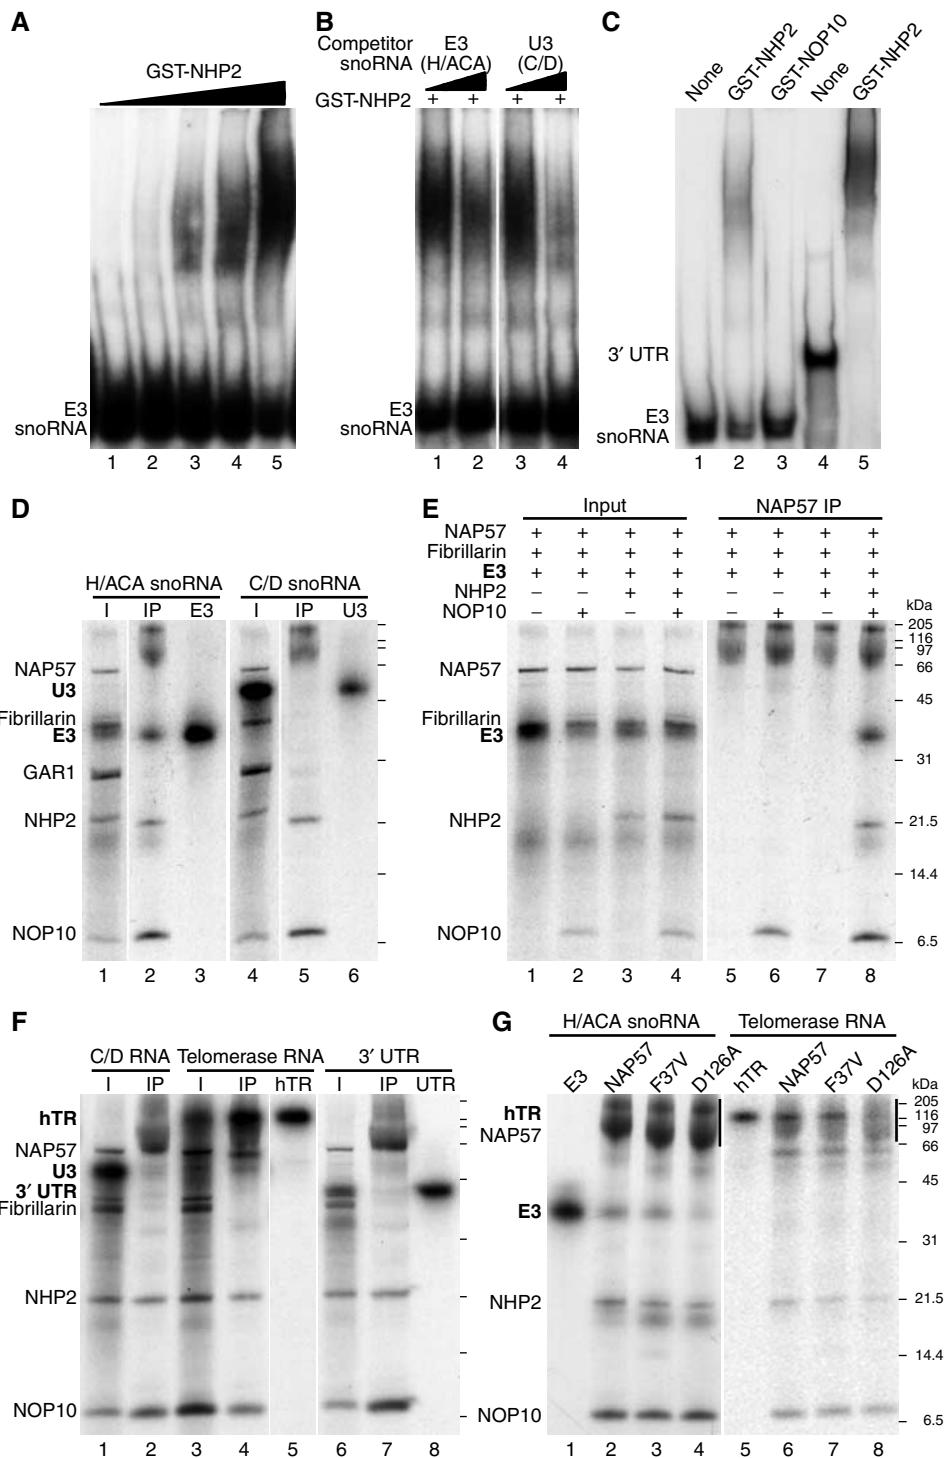 A
GST-NHP2
E3
snoRNA
1 2 3 4 5
B
Competitor E3 U3
snoRNA (H/ACA) (C/D)
GST-NHP2 + + + +
E3
snoRNA
1 2 3 4
C
None GST-NHP2 GST-NOP10 None GST-NHP2
3′ UTR
E3
snoRNA
1 2 3 4 5
D
H/ACA snoRNA C/D snoRNA
I IP E3 I IP U3
NAP57
U3
Fibrillarin
E3
GAR1
NHP2
NOP10
1 2 3 4 5 6
E
Input NAP57 IP
NAP57 + + + + + + + +
Fibrillarin + + + + + + + +
E3 + + + + + + + +
NHP2 – – + + – – + +
NOP10 – + – + – + – +
kDa
205
116
97
66
45
31
21.5
14.4
6.5
NAP57
Fibrillarin
E3
NHP2
NOP10
1 2 3 4 5 6 7 8
F
C/D RNA Telomerase RNA 3′ UTR
I IP I IP hTR I IP UTR
hTR
NAP57
U3
3′ UTR
Fibrillarin
NHP2
NOP10
1 2 3 4 5 6 7 8
G
H/ACA snoRNA Telomerase RNA
E3 NAP57 F37V D126A hTR NAP57 F37V D126A
kDa
205
116
97
66
45
31
21.5
14.4
6.5
hTR
NAP57
E3
NHP2
NOP10
1 2 3 4 5 6 7 8